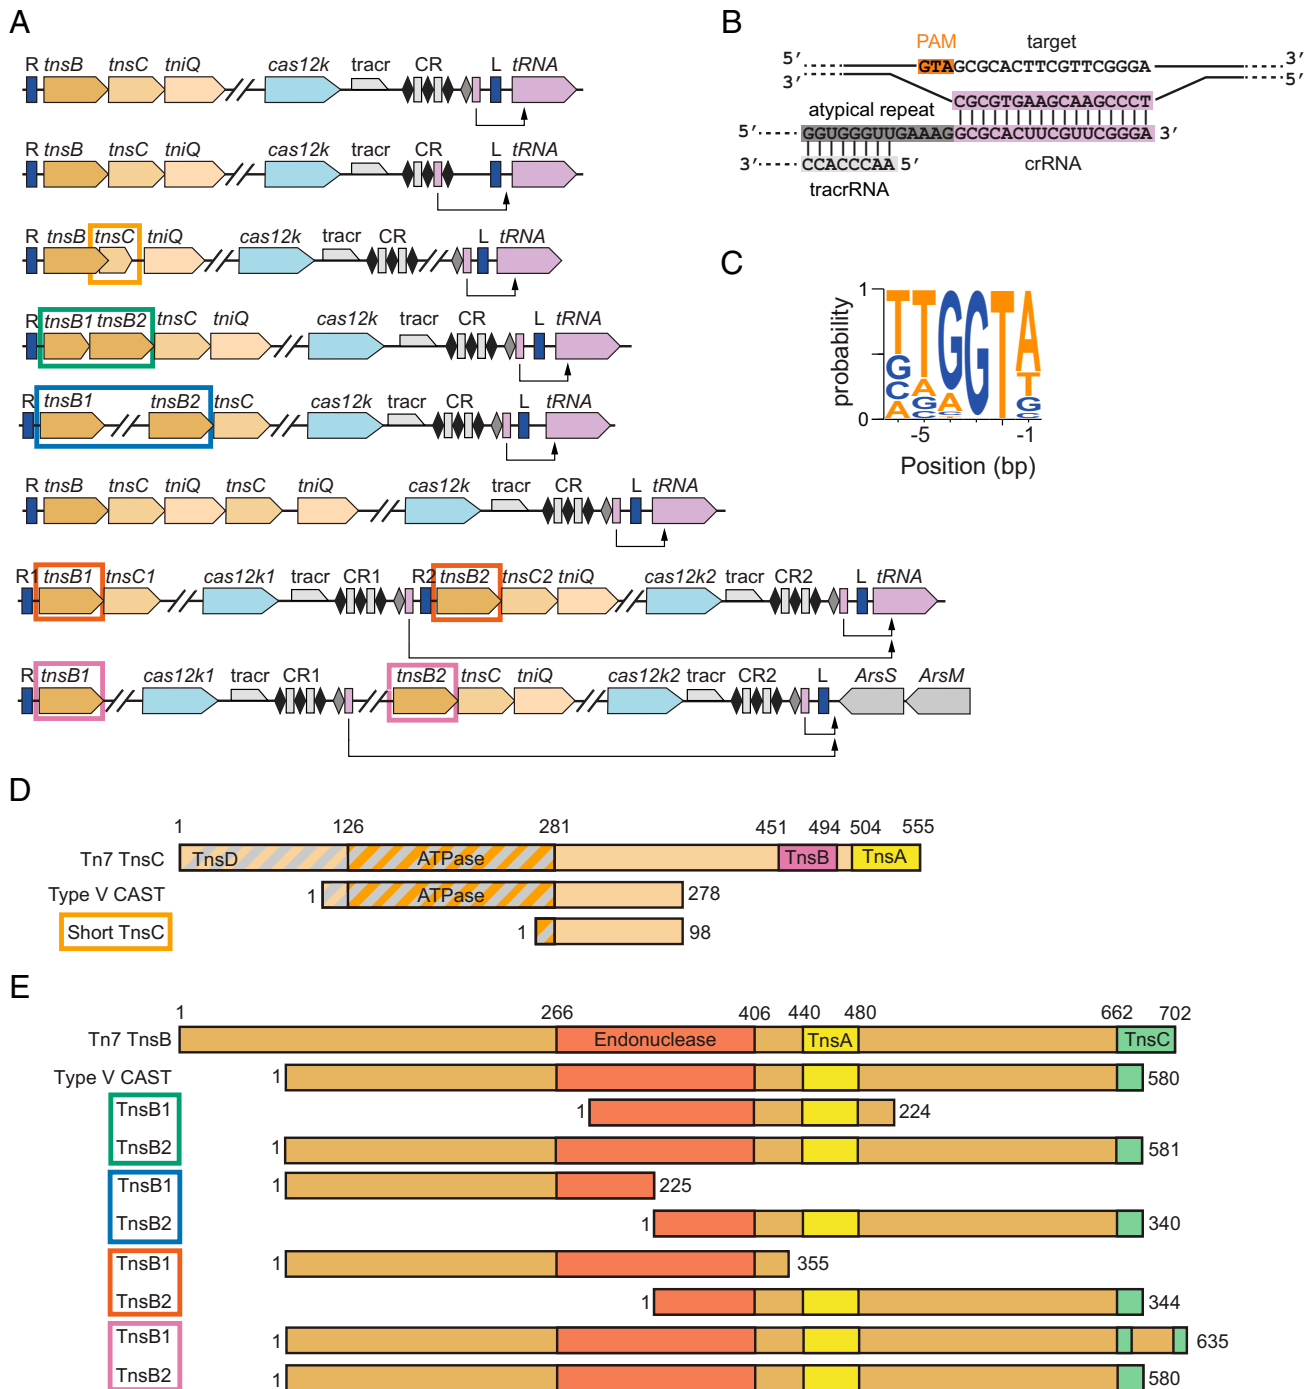 A
R tnsB tnsC tniQ cas12k tracr CR L tRNA
R tnsB tnsC tniQ cas12k tracr CR L tRNA
R tnsB tnsC tniQ cas12k tracr CR L tRNA
R tnsB1 tnsB2 tnsC tniQ cas12k tracr CR L tRNA
R tnsB1 tnsB2 tnsC cas12k tracr CR L tRNA
R tnsB tnsC tniQ tnsC tniQ cas12k tracr CR L tRNA
R1 tnsB1 tnsC1 cas12k1 tracr CR1 R2 tnsB2 tnsC2 tniQ cas12k2 tracr CR2 L tRNA
R tnsB1 cas12k1 tracr CR1 tnsB2 tnsC tniQ cas12k2 tracr CR2 L ArsS ArsM
B
PAM target
5′ GTAGCGCACTTCGTTCGGGA 3′
3′ 5′
CGCGTGAAGCAAGCCCT
atypical repeat
5′ GGUGGGUUGAAAGGCGCACUUCGUUCGGGA 3′
3′ CCACCCAA 5′ crRNA
tracrRNA
C
1
probability
0
TGCA TAGC GAC G T ATGC
-5 -1
Position (bp)
D
1 126 281 451 494 504 555
Tn7 TnsC TnsD ATPase TnsB TnsA
Type V CAST 1 ATPase 278
Short TnsC 1 98
E
1 266 406 440 480 662 702
Tn7 TnsB Endonuclease TnsA TnsC
Type V CAST 1 580
TnsB1 1 224
TnsB2 1 581
TnsB1 1 225
TnsB2 1 340
TnsB1 1 355
TnsB2 1 344
TnsB1 1 635
TnsB2 1 580